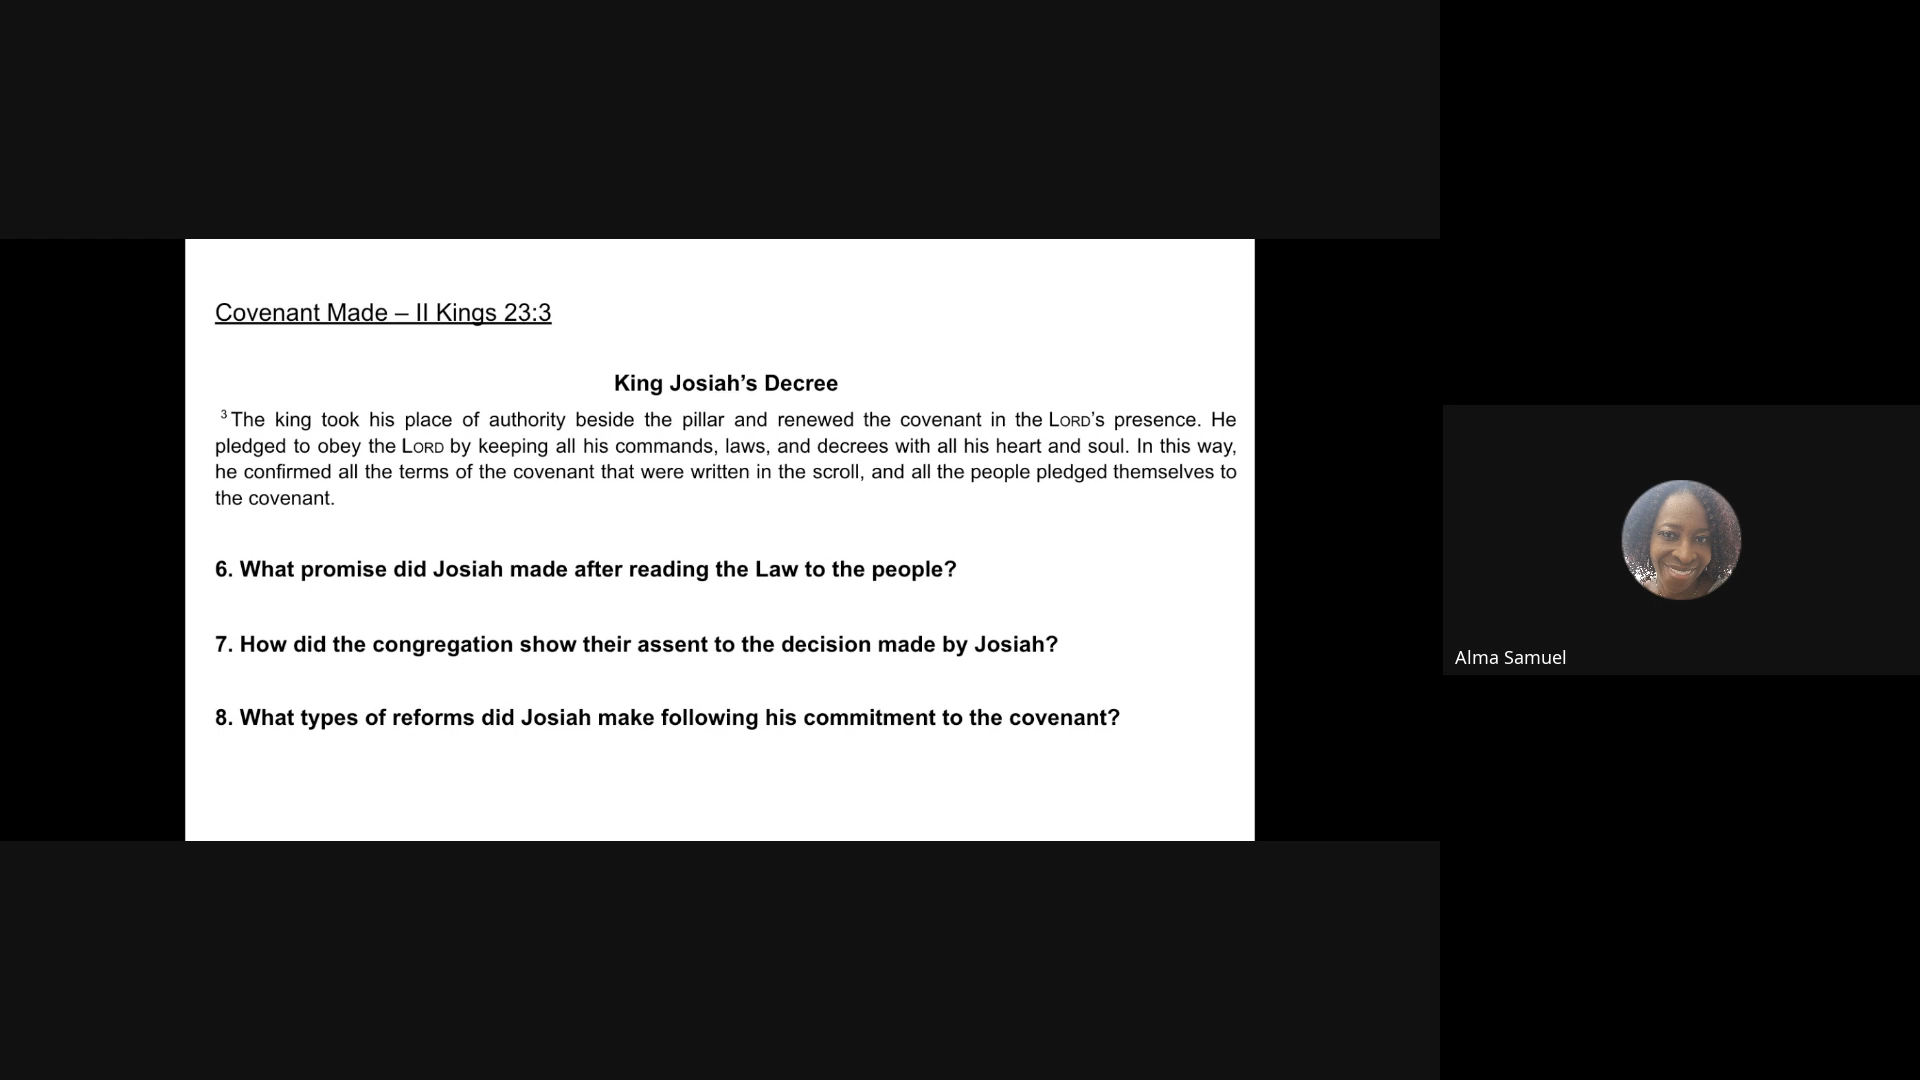 Covenant Made – II Kings 23:3
King Josiah’s Decree
3 The king took his place of authority beside the pillar and renewed the covenant in the LORD’s presence. He
pledged to obey the LORD by keeping all his commands, laws, and decrees with all his heart and soul. In this way,
he confirmed all the terms of the covenant that were written in the scroll, and all the people pledged themselves to
the covenant.
6. What promise did Josiah made after reading the Law to the people?
7. How did the congregation show their assent to the decision made by Josiah?
8. What types of reforms did Josiah make following his commitment to the covenant?
Alma Samuel